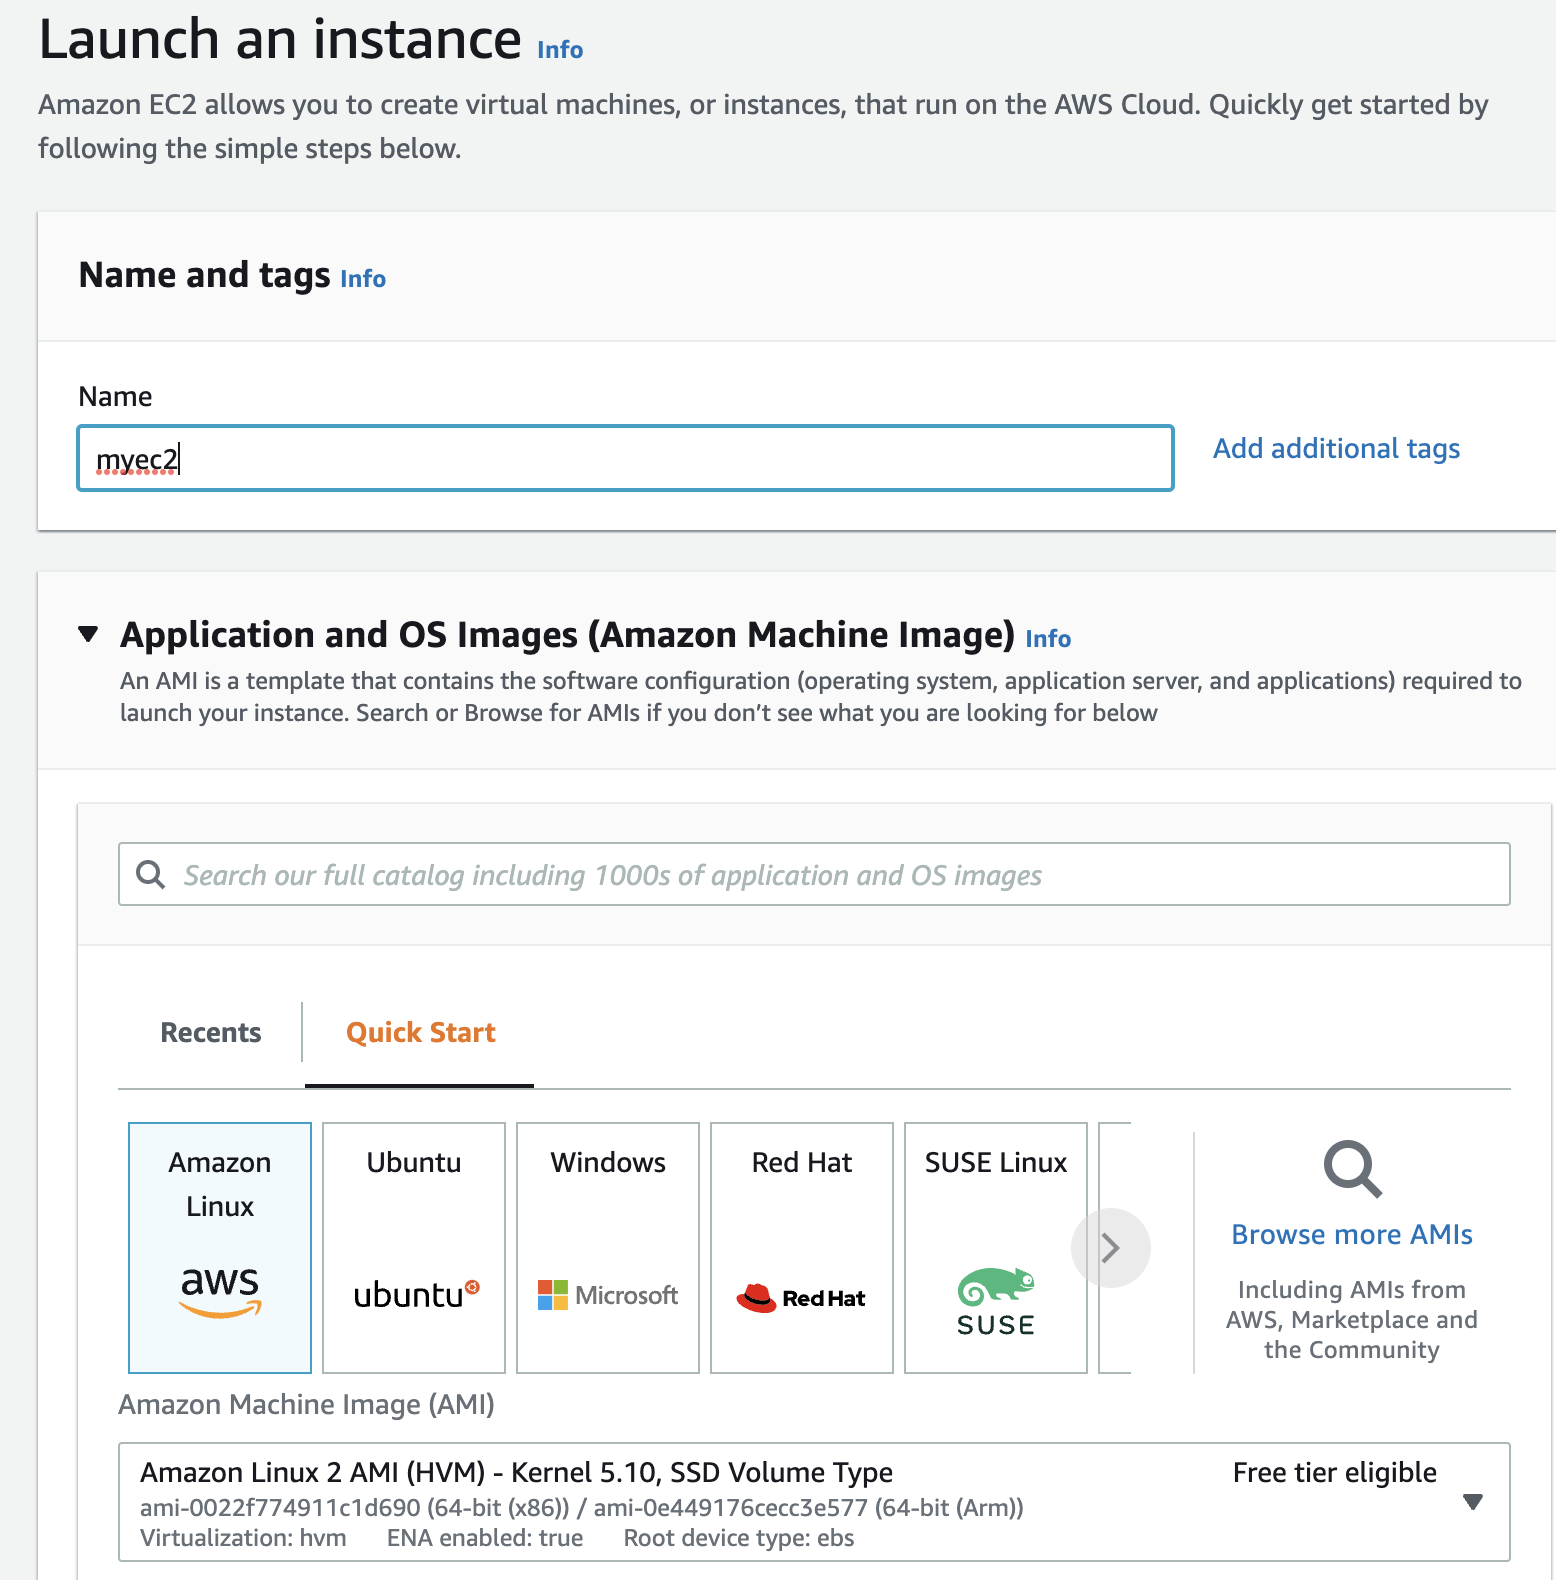 Launch an instance Info
Amazon EC2 allows you to create virtual machines, or instances, that run on the AWS Cloud. Quickly get started by
following the simple steps below.
Name and tags Info
Name
myec2
Add additional tags
Application and OS Images (Amazon Machine Image) Info
An AMI is a template that contains the software configuration (operating system, application server, and applications) required to
launch your instance. Search or Browse for AMIs if you don’t see what you are looking for below
Search our full catalog including 1000s of application and OS images
Recents
Quick Start
Amazon
Linux
aws
Ubuntu
ubuntu
Windows
Microsoft
Red Hat
Red Hat
SUSE Linux
SUSE
Browse more AMIs
Including AMIs from
AWS, Marketplace and
the Community
Amazon Machine Image (AMI)
Amazon Linux 2 AMI (HVM) - Kernel 5.10, SSD Volume Type
Free tier eligible
ami-0022f774911c1d690 (64-bit (x86)) / ami-0e449176cecc3e577 (64-bit (Arm))
Virtualization: hvm ENA enabled: true Root device type: ebs